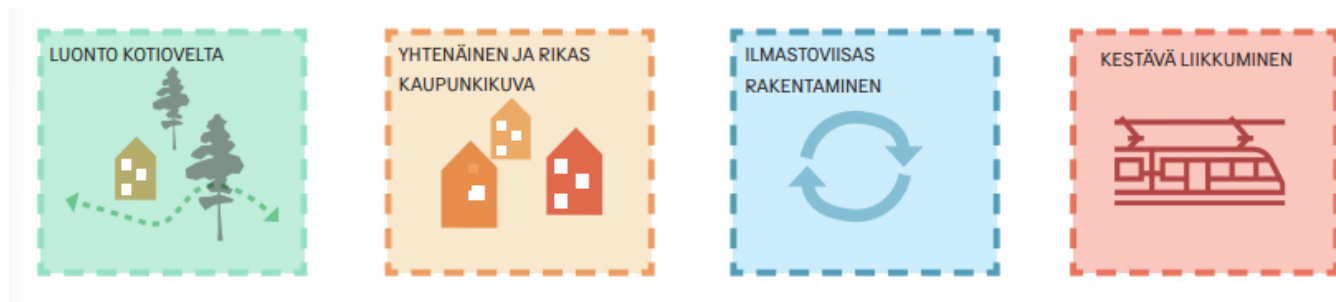 LUONTO KOTIOVELTA
YHTENÄINEN JA RIKAS
KAUPUNKIKUVA
ILMASTOVIISAS
RAKENTAMINEN
KESTÄVÄ LIIKKUMINEN